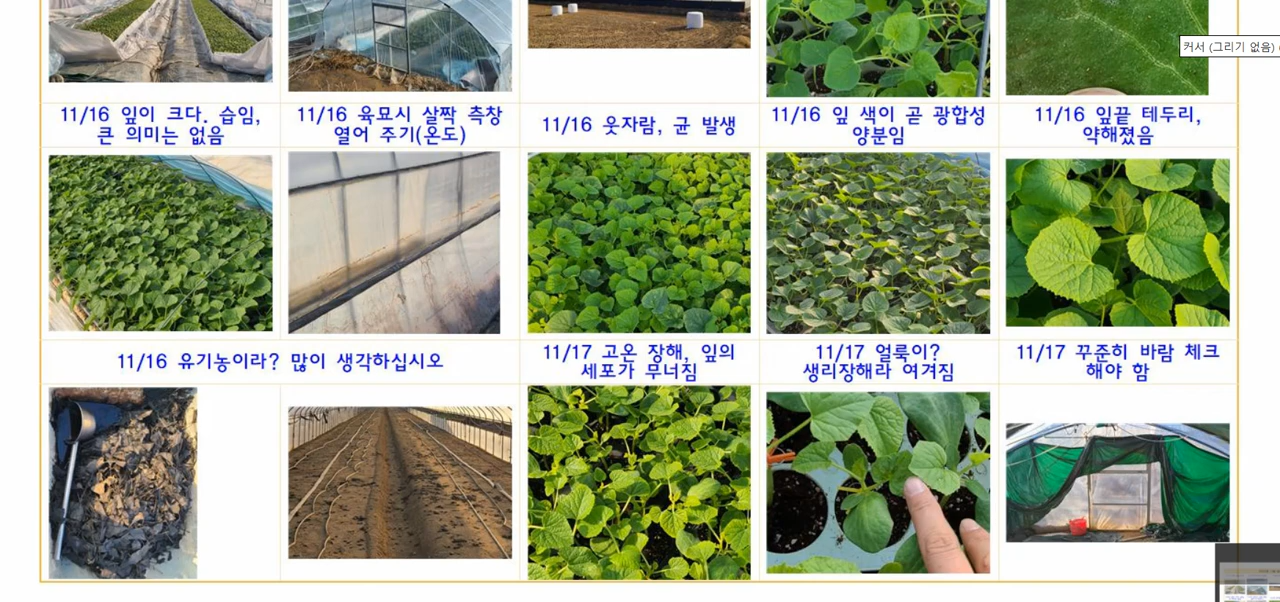 커서 (그리기 없음)
11/16 잎이 크다. 습임,
큰 의미는 없음
11/16 육묘시 살짝 측창
열어 주기(온도)
11/16 웃자람, 균 발생
11/16 잎 색이 곧 광합성
양분임
11/16 잎끝 테두리,
약해졌음
11/16 유기농이라? 많이 생각하십시오
11/17 고온 장해, 잎의
세포가 무너짐
11/17 얼룩이?
생리장해라 여겨짐
11/17 꾸준히 바람 체크
해야 함